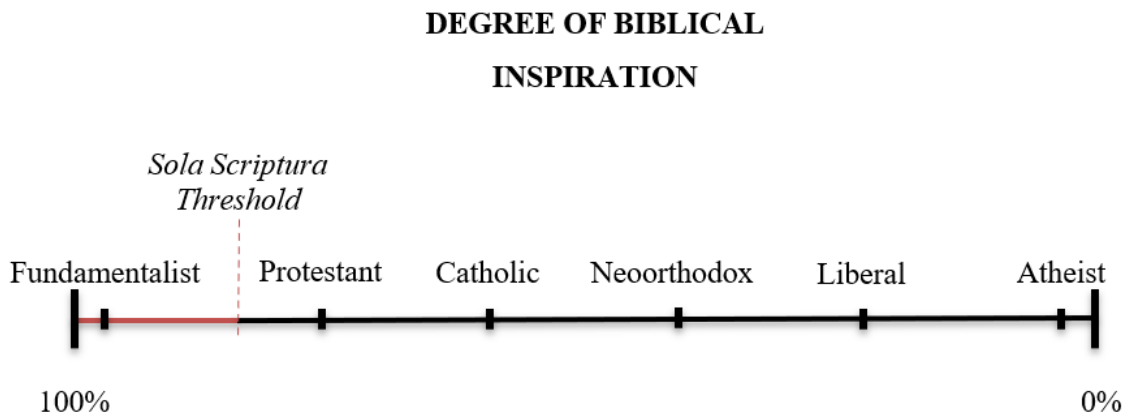 DEGREE OF BIBLICAL
INSPIRATION
Sola Scriptura
Threshold
Fundamentalist Protestant Catholic Neoorthodox Liberal Atheist
100% 0%